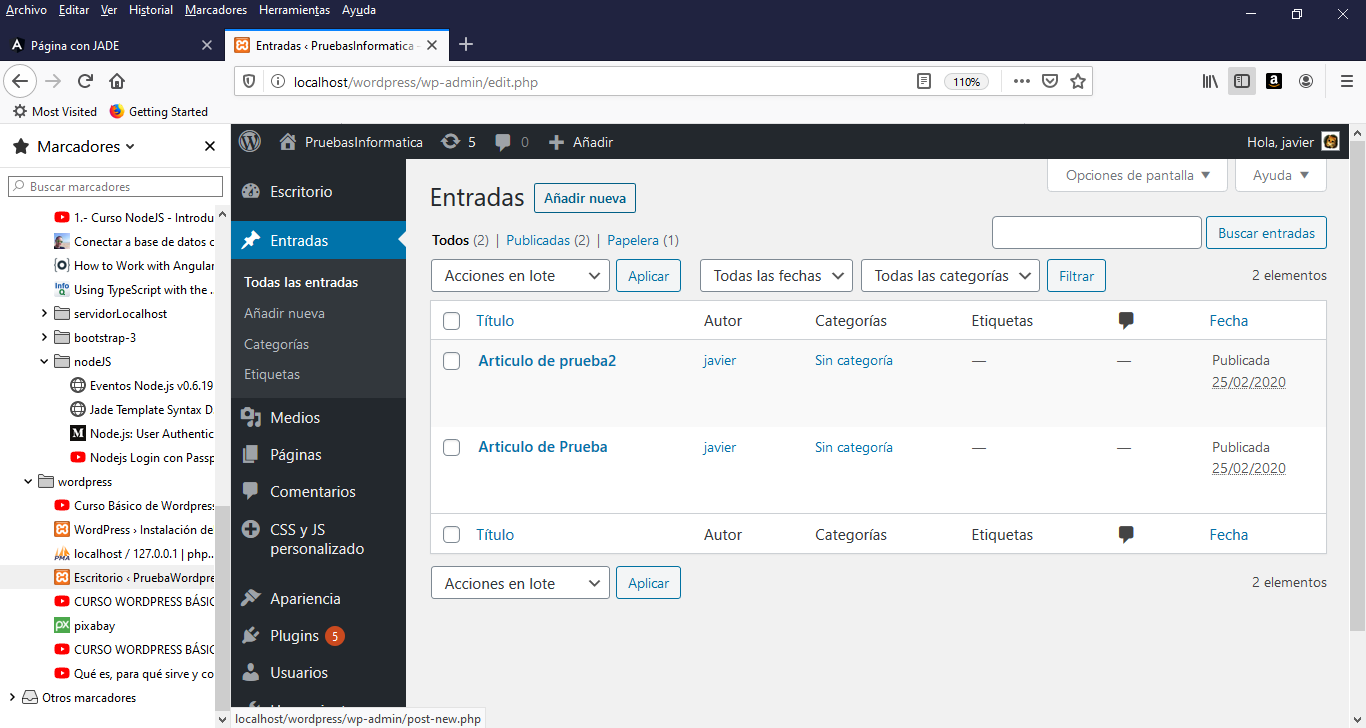 Archivo Editar Ver Historial Marcadores Herramientas Ayuda
Página con JADE
Entradas ‹ PruebasInformatica
localhost/wordpress/wp-admin/edit.php
110%
Most Visited Getting Started
Marcadores
Buscar marcadores
1.- Curso NodeJS - Introdu
Conectar a base de datos c
How to Work with Angular
Using TypeScript with the ..
servidorLocalhost
bootstrap-3
nodeJS
Eventos Node.js v0.6.19
Jade Template Syntax D
Node.js: User Authentic
Nodejs Login con Passp
wordpress
Curso Básico de Wordpress
WordPress › Instalación de
localhost / 127.0.0.1 | php...
Escritorio ‹ PruebaWordpre
CURSO WORDPRESS BÁSIC
pixabay
CURSO WORDPRESS BÁSIC
Qué es, para qué sirve y co
Otros marcadores
PruebasInformatica 5 0 Añadir
Hola, javier
Escritorio
Entradas
Todas las entradas
Añadir nueva
Categorías
Etiquetas
Medios
Páginas
Comentarios
CSS y JS
personalizado
Apariencia
Plugins 5
Usuarios
Opciones de pantalla Ayuda
Entradas Añadir nueva
Todos (2) | Publicadas (2) | Papelera (1)
Buscar entradas
Acciones en lote Aplicar Todas las fechas Todas las categorías Filtrar 2 elementos
Título Autor Categorías Etiquetas Fecha
Articulo de prueba2 javier Sin categoría — — Publicada
25/02/2020
Articulo de Prueba javier Sin categoría — — Publicada
25/02/2020
Título Autor Categorías Etiquetas Fecha
Acciones en lote Aplicar 2 elementos
localhost/wordpress/wp-admin/post-new.php